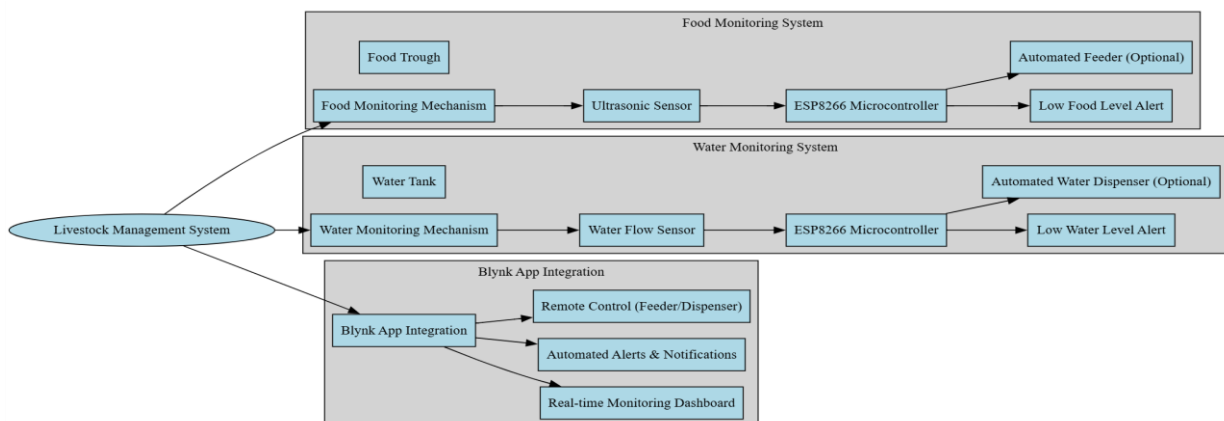 Food Monitoring System
Food Trough
Automated Feeder (Optional)
Food Monitoring Mechanism
Ultrasonic Sensor
ESP8266 Microcontroller
Low Food Level Alert
Water Monitoring System
Water Tank
Automated Water Dispenser (Optional)
Livestock Management System
Water Monitoring Mechanism
Water Flow Sensor
ESP8266 Microcontroller
Low Water Level Alert
Blynk App Integration
Remote Control (Feeder/Dispenser)
Blynk App Integration
Automated Alerts & Notifications
Real-time Monitoring Dashboard